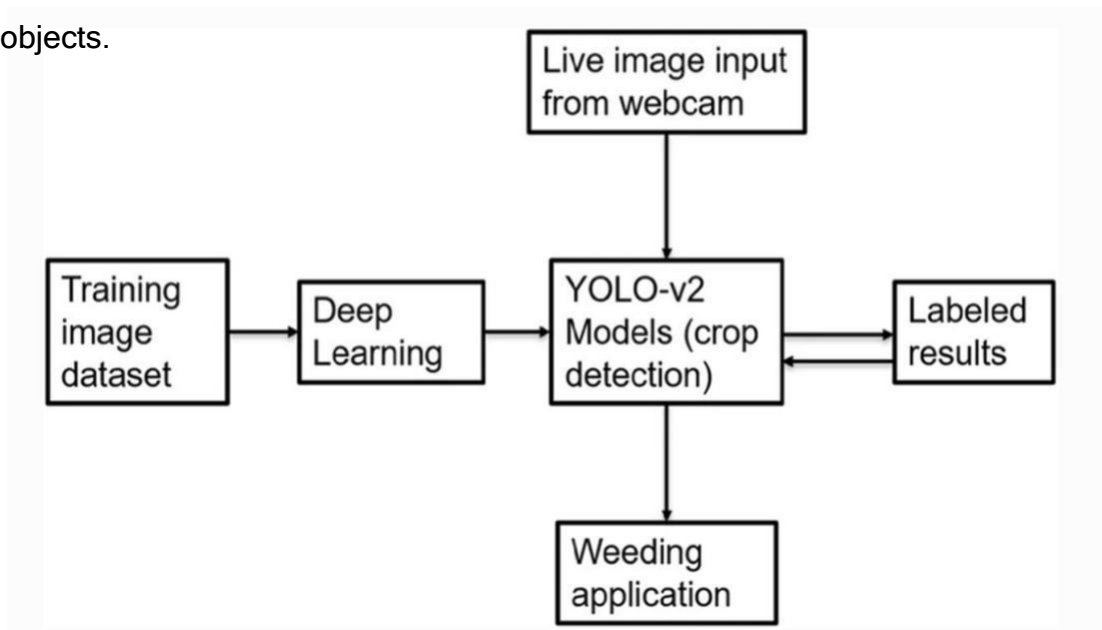 objects.
Live image input
from webcam
Training
image
dataset
Deep
Learning
YOLO-v2
Models (crop
detection)
Labeled
results
Weeding
application